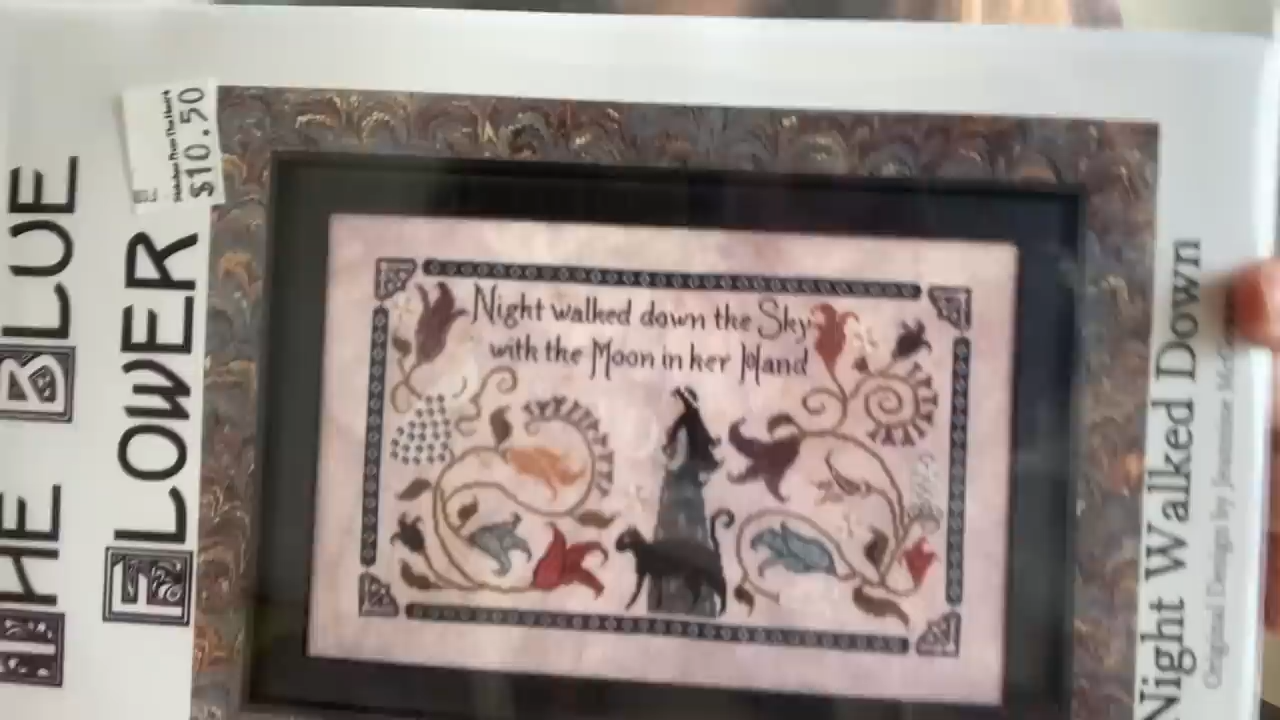 THE BLUE
FLOWER
$10.50
Night walked down the Sky
with the Moon in her Hand
Night Walked Down
Original Design by Jeannine